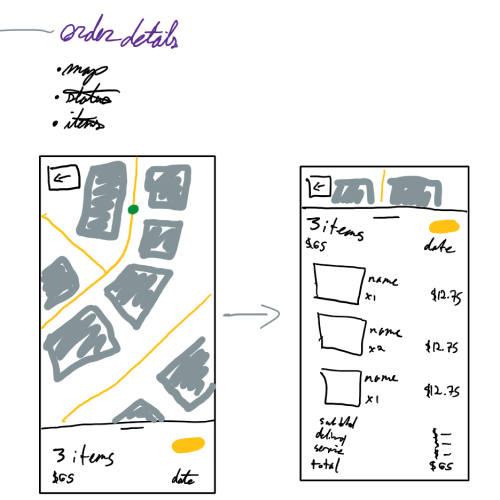 order details
• map
• status
• items
3 items
$65
date
3 items
$65
date
name
x1
$12.75
name
x2
$12.75
name
x1
$12.75
subtotal
$ —
delivery
$ —
service
$ —
total
$65